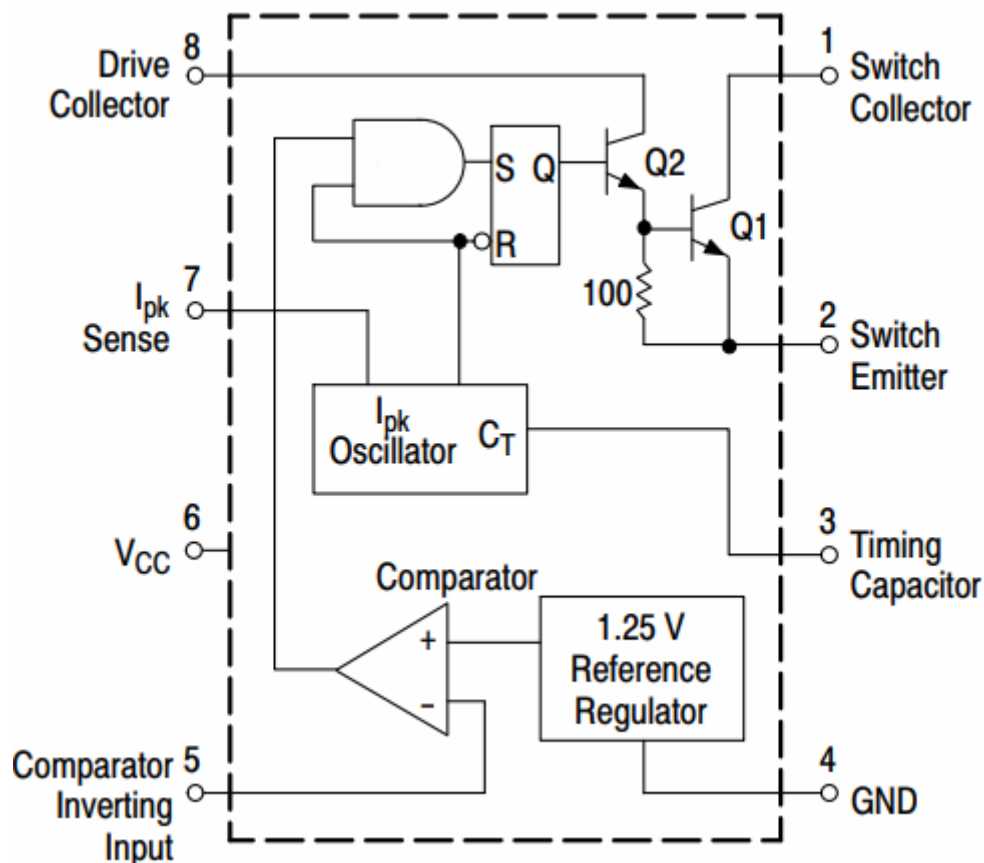 8
Drive
Collector
1
Switch
Collector
S
Q
R
Q2
Q1
100
7
Ipk
Sense
2
Switch
Emitter
Ipk
Oscillator
CT
6
VCC
3
Timing
Capacitor
Comparator
+
-
1.25 V
Reference
Regulator
5
Comparator
Inverting
Input
4
GND